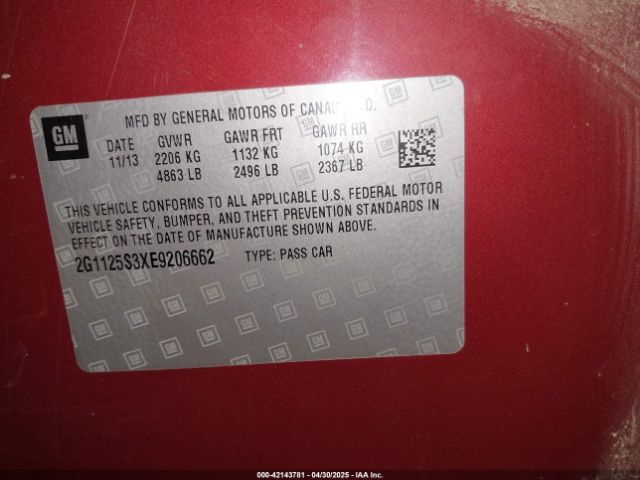 GM
MFD BY GENERAL MOTORS OF D.
DATE GVWR GAWR FRT GAWR RR
11/13 2206 KG 1132 KG 1074 KG
4863 LB 2496 LB 2367 LB
THIS VEHICLE CONFORMS TO ALL APPLICABLE U.S. FEDERAL MOTOR
VEHICLE SAFETY, BUMPER, AND THEFT PREVENTION STANDARDS IN
EFFECT ON THE DATE OF MANUFACTURE SHOWN ABOVE.
2G1125S3XE9206662 TYPE: PASS CAR
000-42143781 - 04/30/2025 - IAA Inc.